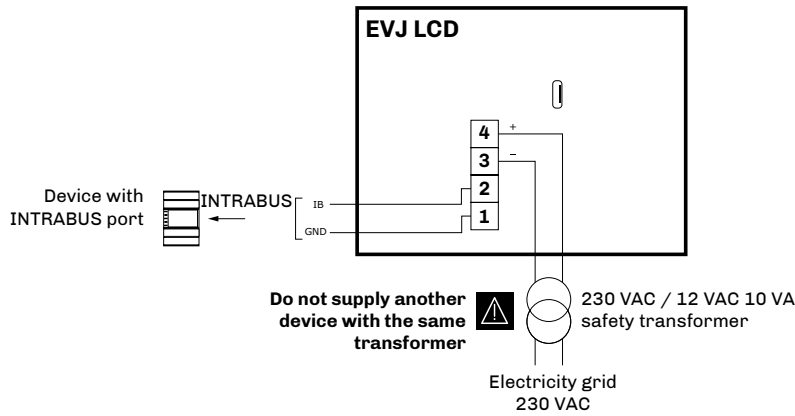 EVJ LCD
4 +
3 –
2
1
Device with
INTRABUS port
INTRABUS
IB
GND
Do not supply another
device with the same
transformer
230 VAC / 12 VAC 10 VA
safety transformer
Electricity grid
230 VAC